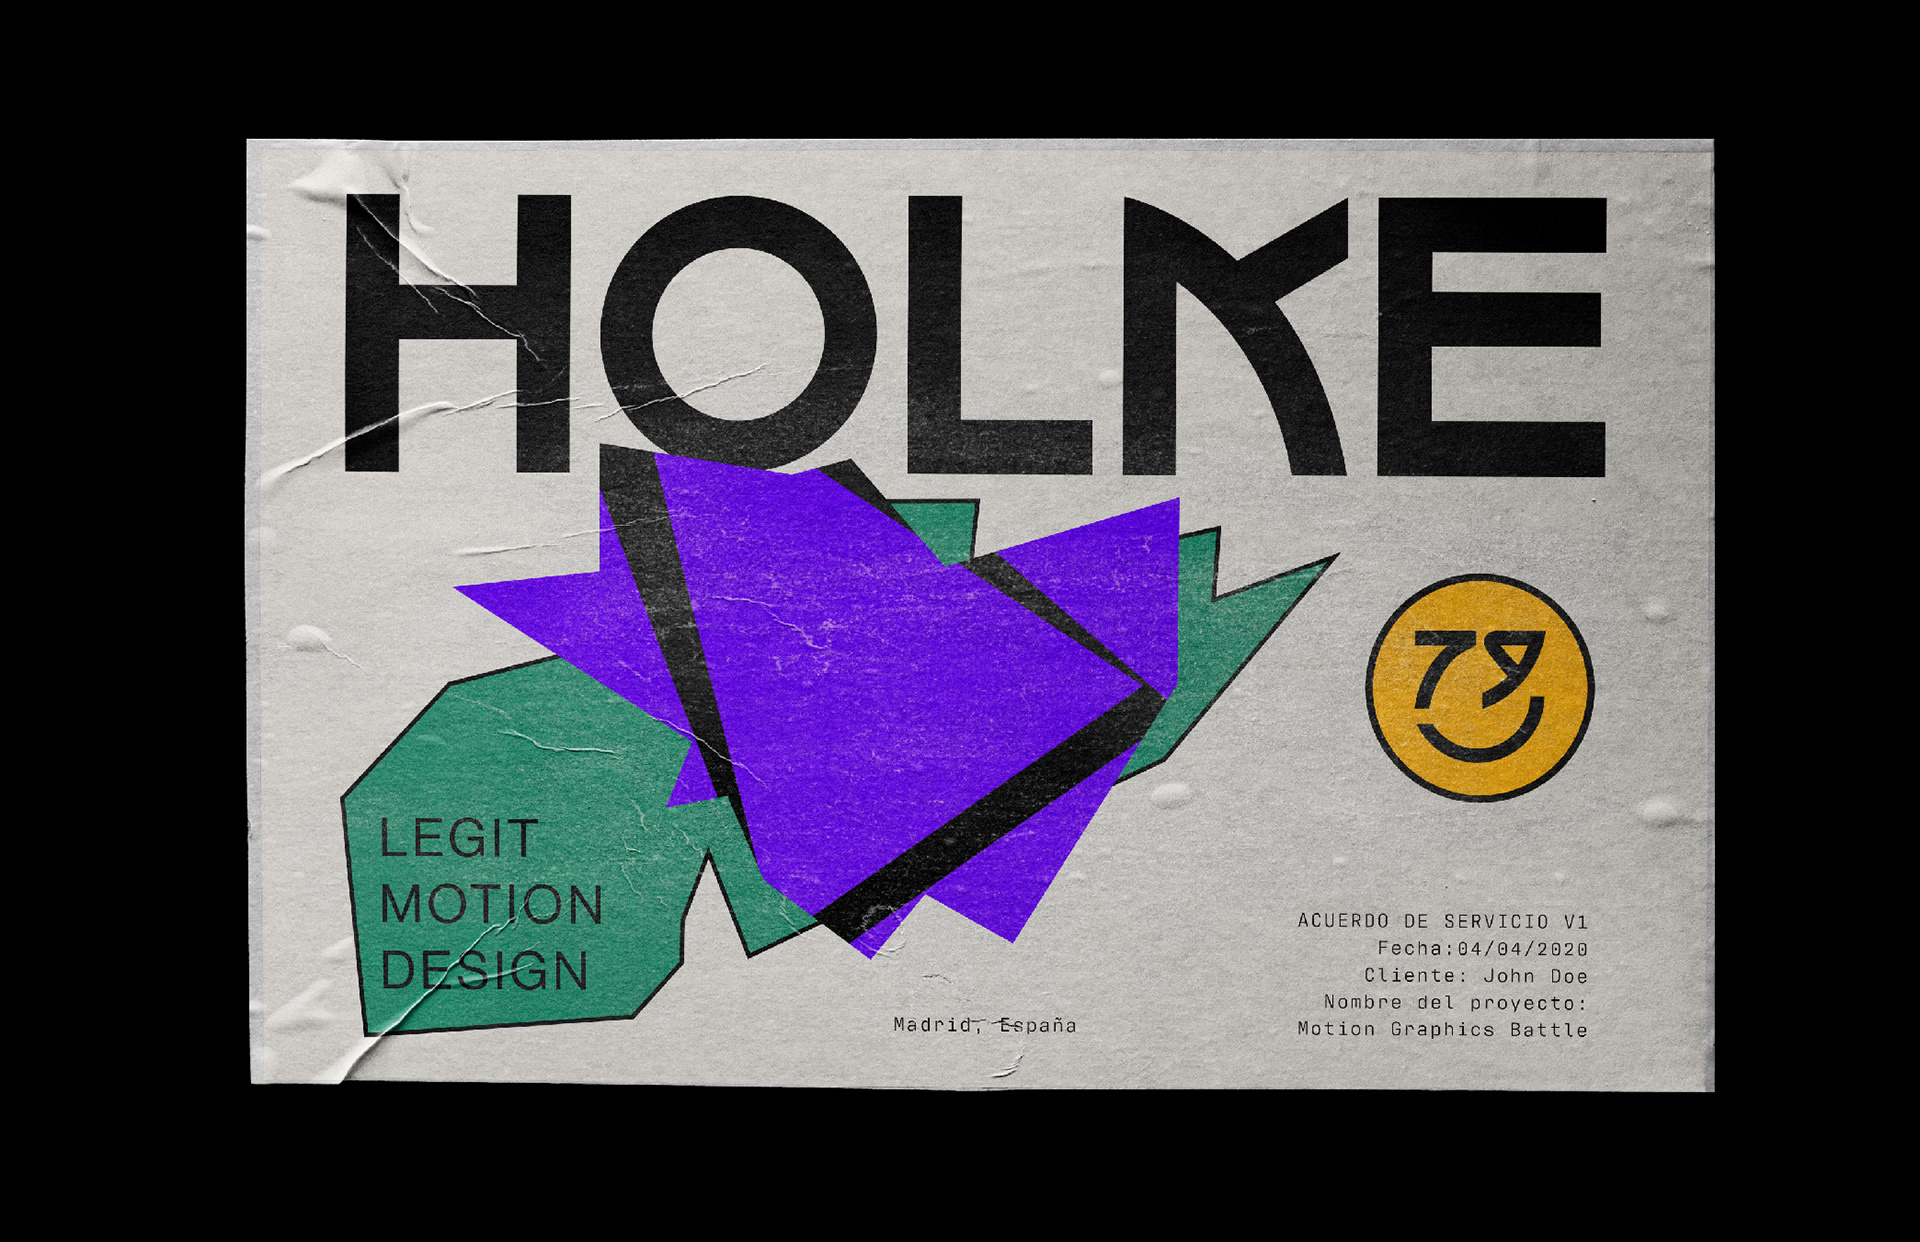 HOLKE
79
LEGIT
MOTION
DESIGN
Madrid, España
ACUERDO DE SERVICIO V1
Fecha:04/04/2020
Cliente: John Doe
Nombre del proyecto:
Motion Graphics Battle